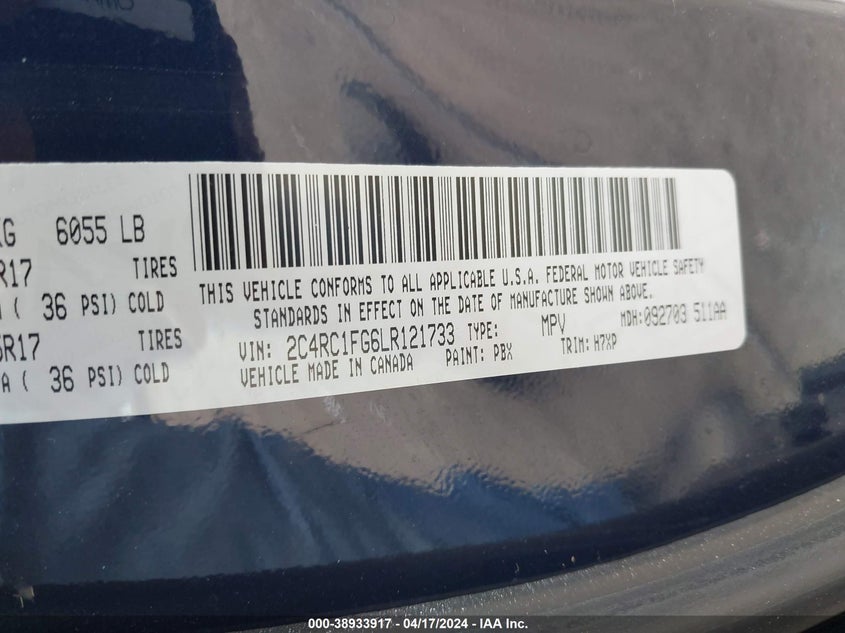 KG 6055 LB
R17 TIRES
( 36 PSI) COLD
R17 TIRES
A ( 36 PSI) COLD
THIS VEHICLE CONFORMS TO ALL APPLICABLE U.S.A. FEDERAL MOTOR VEHICLE SAFETY
STANDARDS IN EFFECT ON THE DATE OF MANUFACTURE SHOWN ABOVE.
VIN: 2C4RC1FG6LR121733 TYPE: MPV MDH: 092703 511AA
VEHICLE MADE IN CANADA PAINT: PBX TRIM: H7XP
000-38933917 - 04/17/2024 - IAA Inc.